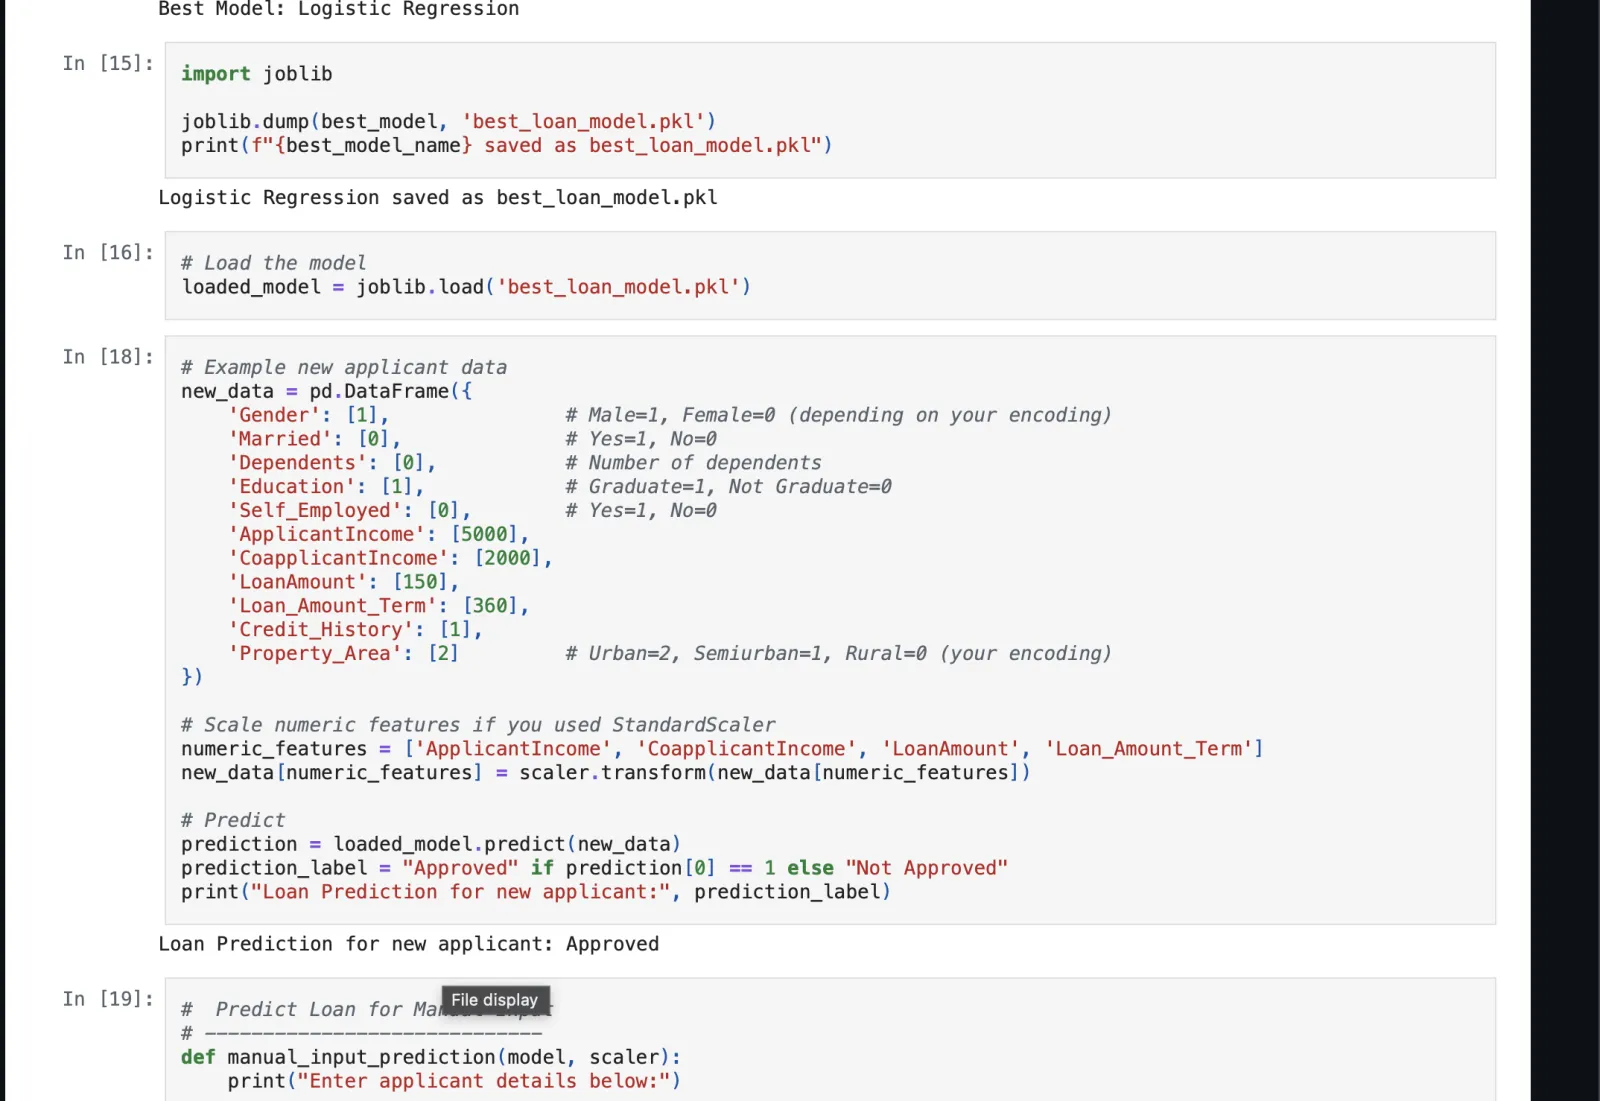 Best Model: Logistic Regression
In [15]:
import joblib
joblib.dump(best_model, 'best_loan_model.pkl')
print(f"{best_model_name} saved as best_loan_model.pkl")
Logistic Regression saved as best_loan_model.pkl
In [16]:
# Load the model
loaded_model = joblib.load('best_loan_model.pkl')
In [18]:
# Example new applicant data
new_data = pd.DataFrame({
    'Gender': [1],               # Male=1, Female=0 (depending on your encoding)
    'Married': [0],              # Yes=1, No=0
    'Dependents': [0],           # Number of dependents
    'Education': [1],            # Graduate=1, Not Graduate=0
    'Self_Employed': [0],        # Yes=1, No=0
    'ApplicantIncome': [5000],
    'CoapplicantIncome': [2000],
    'LoanAmount': [150],
    'Loan_Amount_Term': [360],
    'Credit_History': [1],
    'Property_Area': [2]         # Urban=2, Semiurban=1, Rural=0 (your encoding)
})
# Scale numeric features if you used StandardScaler
numeric_features = ['ApplicantIncome', 'CoapplicantIncome', 'LoanAmount', 'Loan_Amount_Term']
new_data[numeric_features] = scaler.transform(new_data[numeric_features])
# Predict
prediction = loaded_model.predict(new_data)
prediction_label = "Approved" if prediction[0] == 1 else "Not Approved"
print("Loan Prediction for new applicant:", prediction_label)
Loan Prediction for new applicant: Approved
In [19]:
File display
#  Predict Loan for
# -----------------------------
def manual_input_prediction(model, scaler):
    print("Enter applicant details below:")